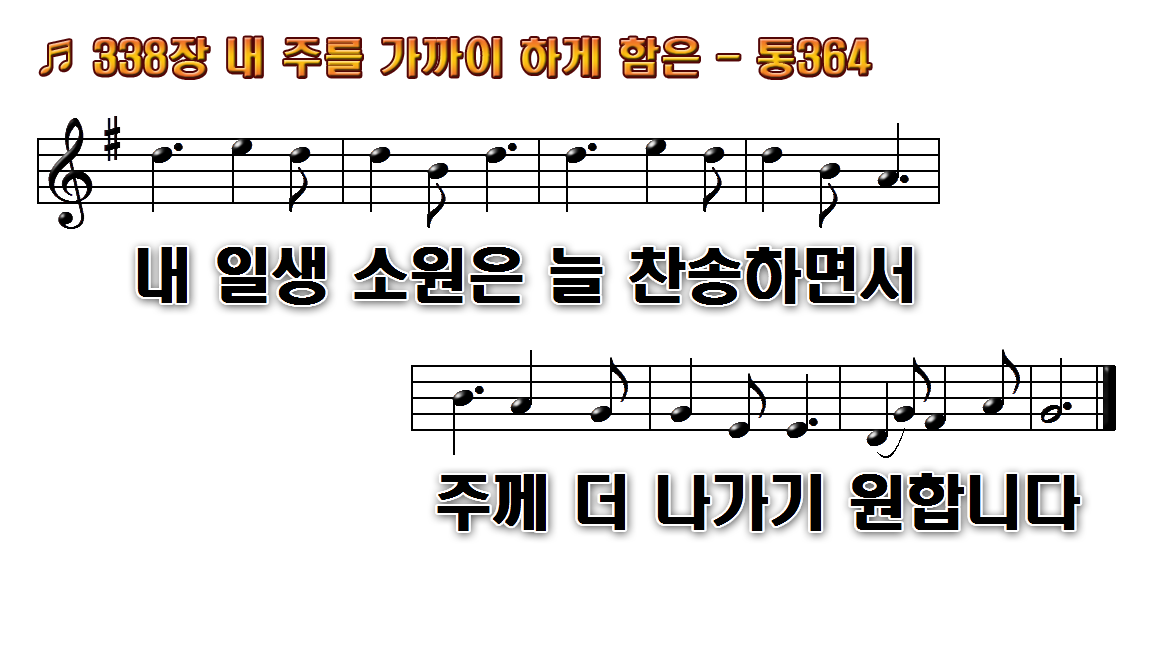 ♬ 338장 내 주를 가까이 하게 함은 - 통364
내 일생 소원은 늘 찬송하면서
주께 더 나가기 원합니다